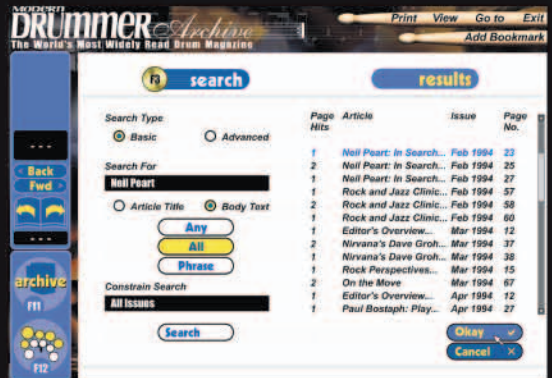 MODERN
DRUMMER Archive
The World's Most Widely Read Drum Magazine
Print View Go to Exit
Add Bookmark
F3 search
results
Search Type
Basic Advanced
Search For
Neil Peart
Article Title Body Text
Any
All
Phrase
Constrain Search
All Issues
Search
Page Hits Article Issue Page No.
1 Neil Peart: In Search... Feb 1994 23
2 Neil Peart: In Search... Feb 1994 25
1 Neil Peart: In Search... Feb 1994 27
1 Rock and Jazz Clinic... Feb 1994 57
2 Rock and Jazz Clinic... Feb 1994 58
1 Rock and Jazz Clinic... Feb 1994 60
1 Editor's Overview... Mar 1994 12
2 Nirvana's Dave Groh... Mar 1994 37
1 Nirvana's Dave Groh... Mar 1994 38
1 Rock Perspectives... Mar 1994 15
2 On the Move Mar 1994 67
1 Editor's Overview... Apr 1994 12
1 Paul Bostaph: Play... Apr 1994 27
Okay
Cancel
- - -
Back
Fwd
- - -
archive
F11
F12